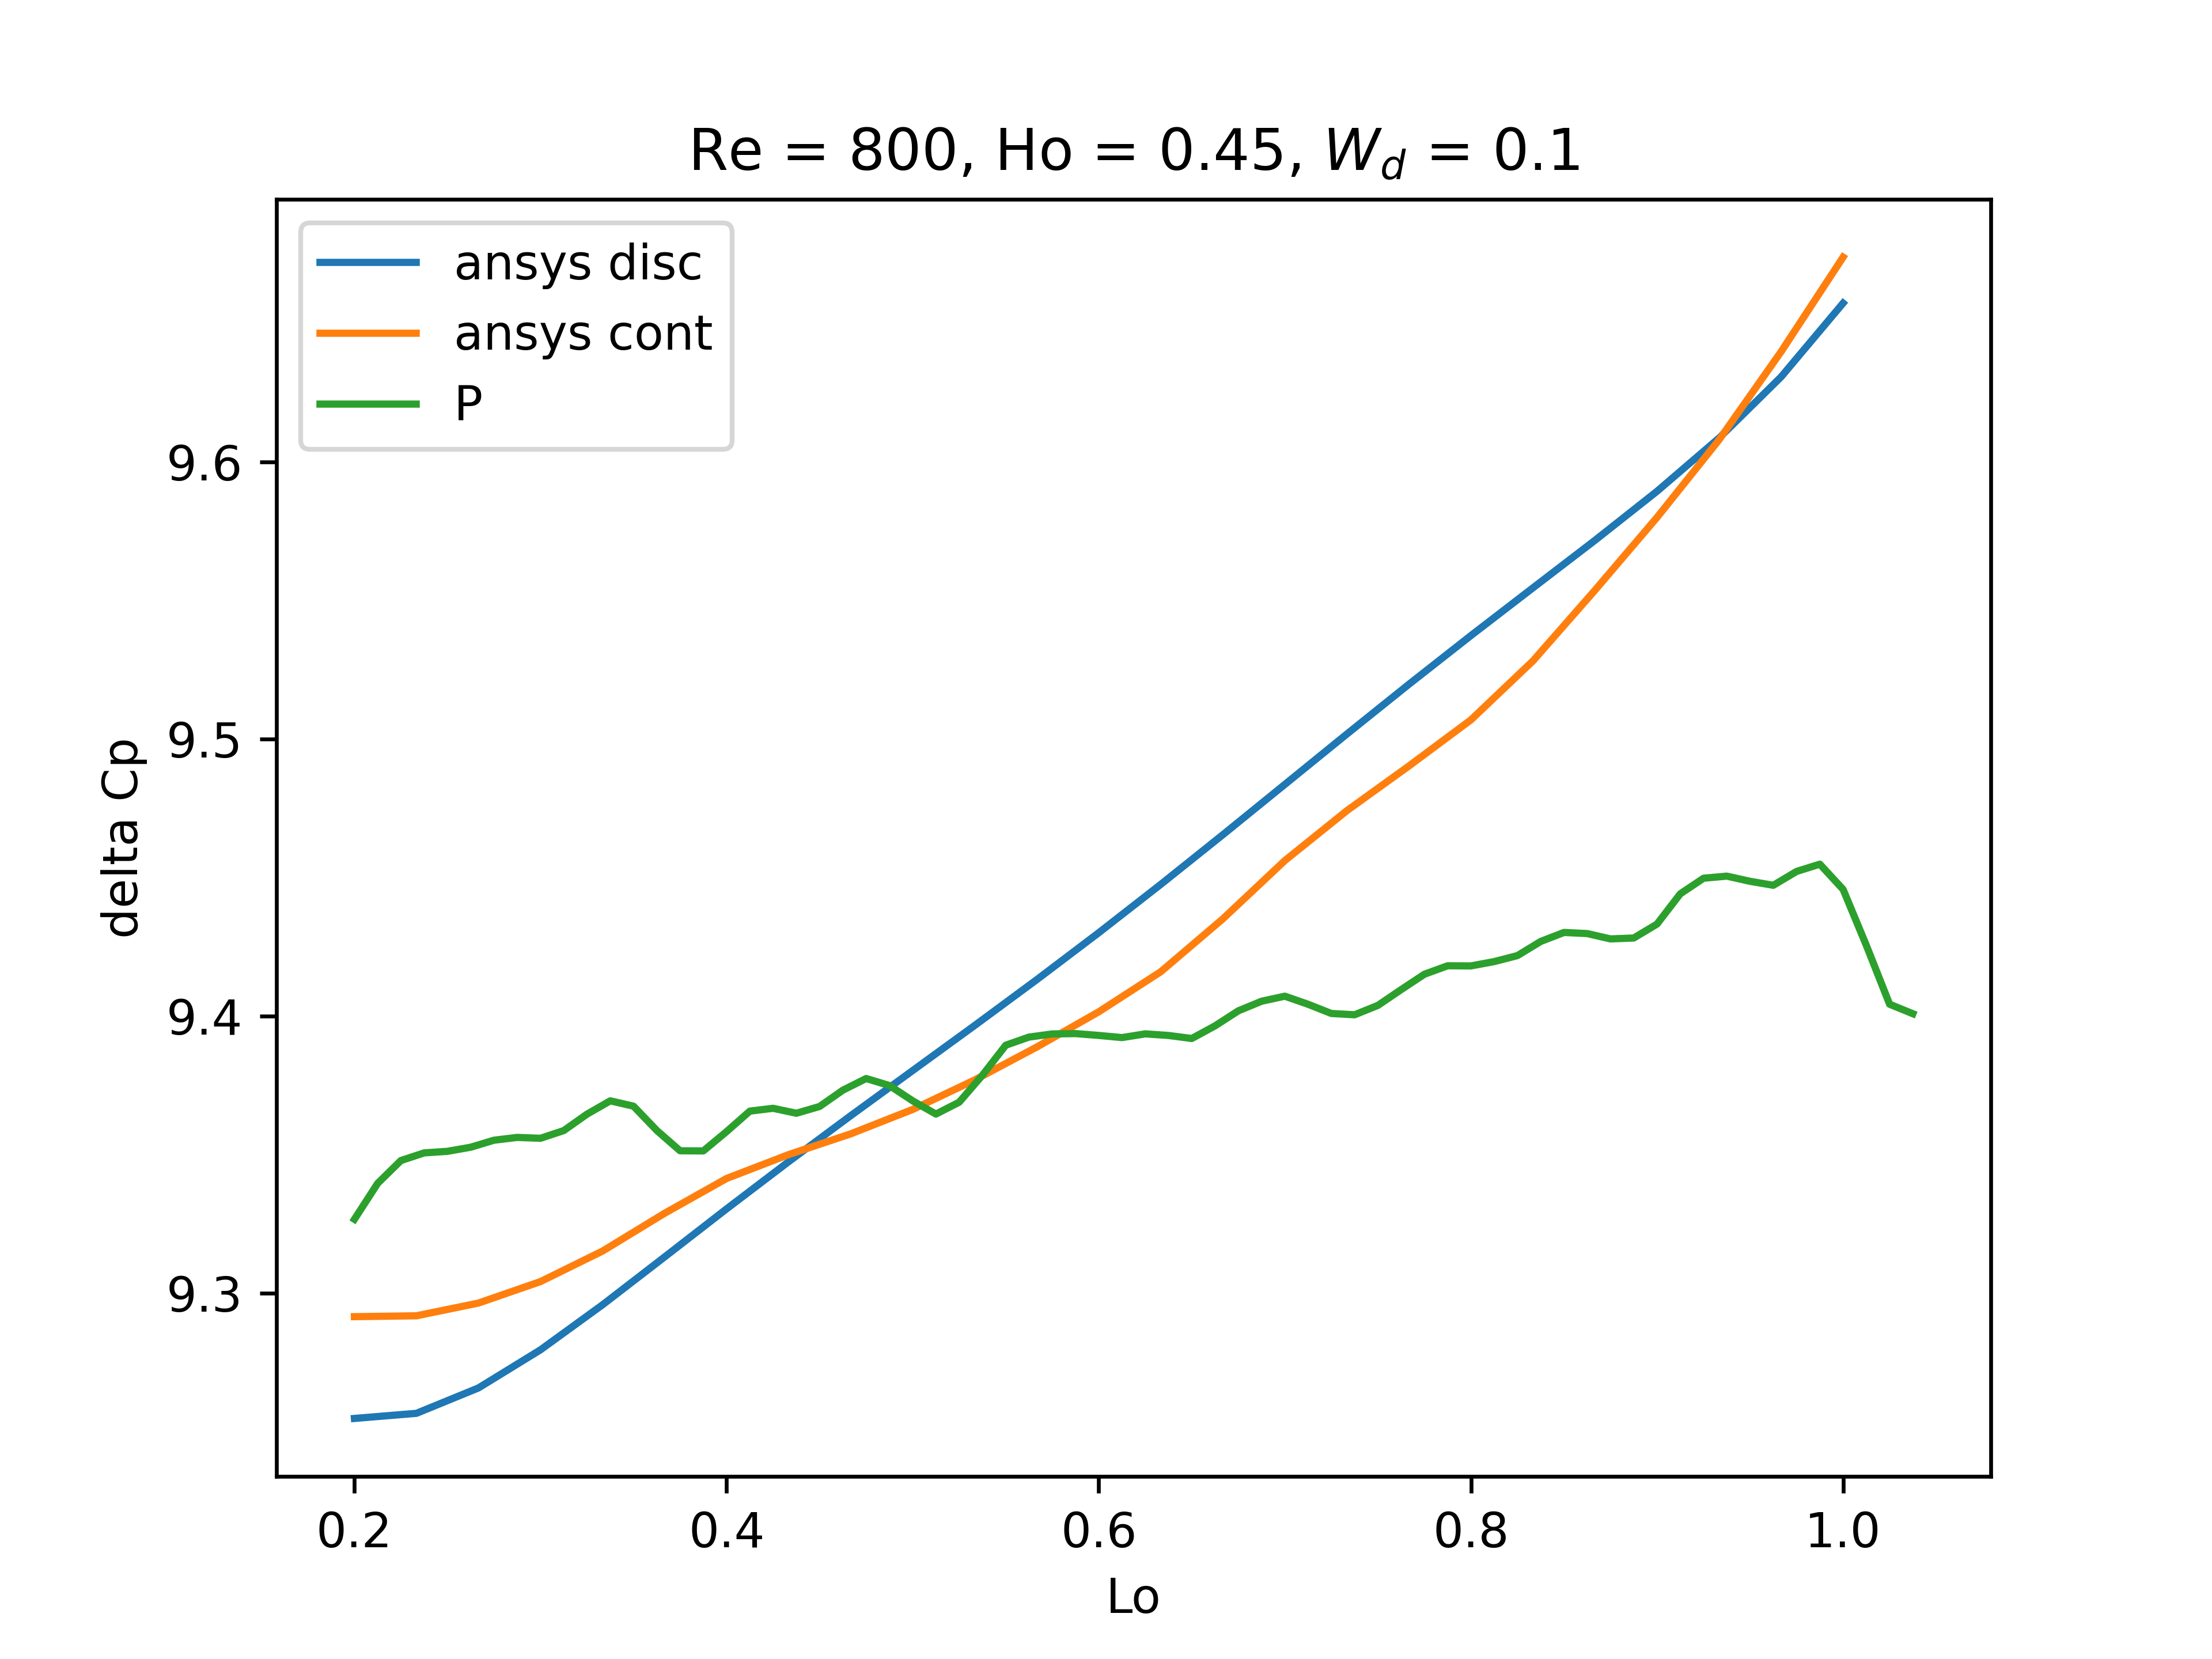 Re = 800, Ho = 0.45, W_d = 0.1
ansys disc
ansys cont
P
9.6
9.5
9.4
9.3
delta Cp
0.2 0.4 0.6 0.8 1.0
Lo